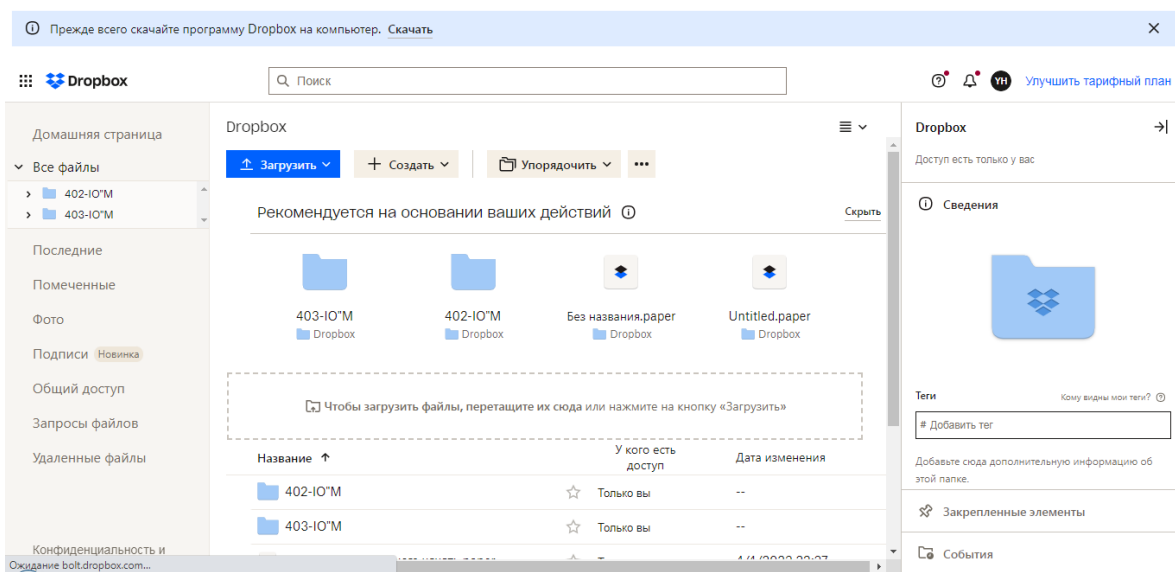 Прежде всего скачайте программу Dropbox на компьютер. Скачать
Dropbox
Поиск
YH
Улучшить тарифный план
Домашняя страница
Все файлы
402-IO"M
403-IO"M
Последние
Помеченные
Фото
Подписи Новинка
Общий доступ
Запросы файлов
Удаленные файлы
Конфиденциальность и
Ожидание bolt.dropbox.com...
Dropbox
Загрузить
Создать
Упорядочить
Рекомендуется на основании ваших действий
Скрыть
403-IO"M
Dropbox
402-IO"M
Dropbox
Без названия.paper
Dropbox
Untitled.paper
Dropbox
Чтобы загрузить файлы, перетащите их сюда или нажмите на кнопку «Загрузить»
Название
У кого есть
доступ
Дата изменения
402-IO"M
Только вы
--
403-IO"M
Только вы
--
Dropbox
Доступ есть только у вас
Сведения
Теги
Кому видны мои теги?
# Добавить тег
Добавьте сюда дополнительную информацию об
этой папке.
Закрепленные элементы
События